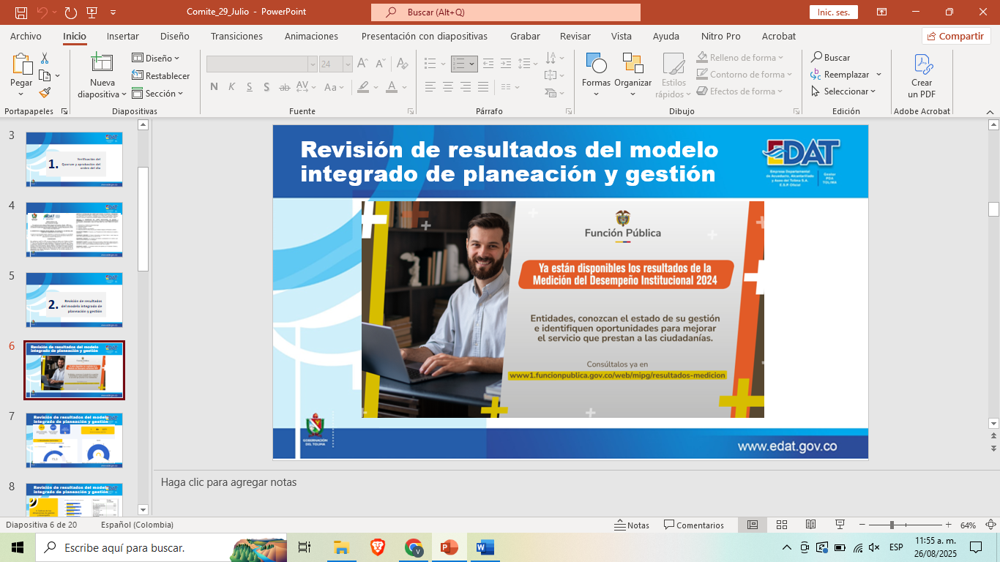 Comite_29_Julio - PowerPoint
Buscar (Alt+Q)
Inic. ses.
Archivo
Inicio
Insertar
Diseño
Transiciones
Animaciones
Presentación con diapositivas
Grabar
Revisar
Vista
Ayuda
Nitro Pro
Acrobat
Compartir
Pegar
Nueva
diapositiva
Diseño
Restablecer
Sección
24
N K S S ab AV Aa A
Formas
Organizar
Estilos
rápidos
Relleno de forma
Contorno de forma
Efectos de forma
Buscar
Reemplazar
Seleccionar
Crear
un PDF
Portapapeles
Diapositivas
Fuente
Párrafo
Dibujo
Edición
Adobe Acrobat
3
EDAT
1.
Verificación del
Quorum y aprobación del
orden del día
4
EDAT
5
EDAT
2.
Revisión de resultados
del modelo integrado de
planeación y gestión
6
Revisión de resultados del modelo
integrado de planeación y gestión
7
Revisión de resultados del modelo
integrado de planeación y gestión
8
Revisión de resultados del modelo
integrado de planeación y gestión
Revisión de resultados del modelo
integrado de planeación y gestión
EDAT
Empresa Departamental
de Acueducto, Alcantarillado
y Aseo del Tolima S.A.
E.S.P. Oficial
Gestor
PDA
TOLIMA
Función Pública
Ya están disponibles los resultados de la
Medición del Desempeño Institucional 2024
Entidades, conozcan el estado de su gestión
e identifiquen oportunidades para mejorar
el servicio que prestan a las ciudadanías.
Consúltalos ya en
www1.funcionpublica.gov.co/web/mipg/resultados-medicion
GOBERNACIÓN
DEL TOLIMA
www.edat.gov.co
Haga clic para agregar notas
Diapositiva 6 de 20
Español (Colombia)
Notas
Comentarios
64%
Escribe aquí para buscar.
V
ESP
11:55 a. m.
26/08/2025